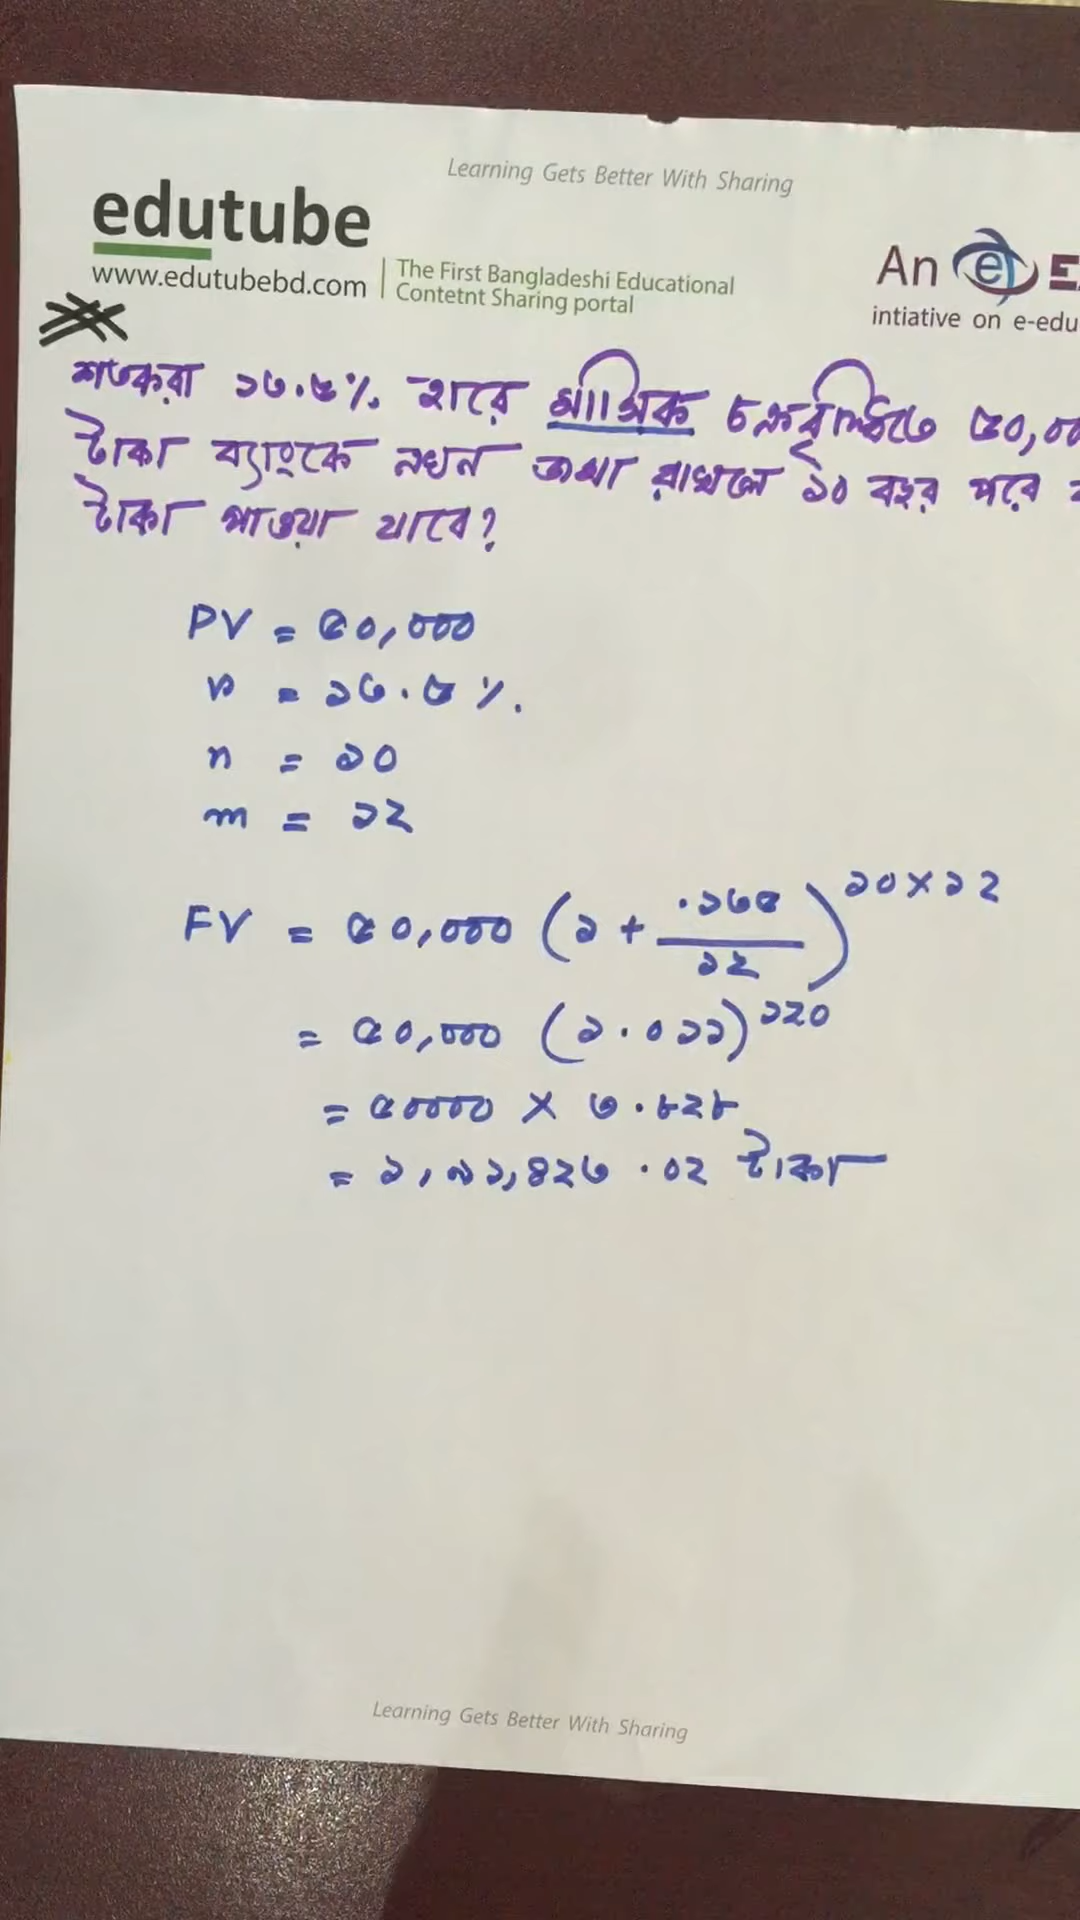 Learning Gets Better With Sharing
edutube
www.edutubebd.com
The First Bangladeshi Educational
Contetnt Sharing portal
An e
intiative on e-edu
শতকরা ১৩.৫% হারে মাসিক চক্রবৃদ্ধিতে ৫০,০০
টাকা ব্যাংকে এখন জমা রাখলে ১০ বছর পরে
টাকা পাওয়া যাবে?
PV = ৫০,০০০
r = ১৩.৫%.
n = ১০
m = ১২
FV = ৫০,০০০ (১ + .১৩৫/১২)^১০×১২
= ৫০,০০০ (১.০১১)^১২০
= ৫০০০০ × ৩.৮২৮
= ১,৯১,৪২৩.০২ টাকা
Learning Gets Better With Sharing